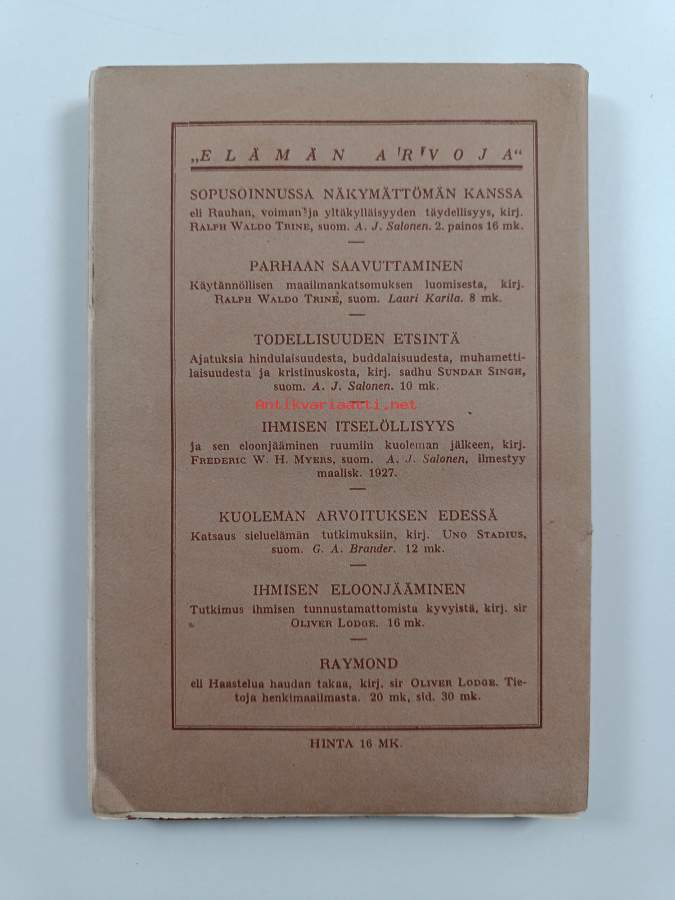 „ELÄMÄN ARVOJA“
SOPUSOINNUSSA NÄKYMÄTTÖMÄN KANSSA
eli Rauhan, voiman ja yltäkylläisyyden täydellisyys, kirj.
RALPH WALDO TRINE, suom. A. J. Salonen. 2. painos 16 mk.
PARHAAN SAAVUTTAMINEN
Käytännöllisen maailmankatsomuksen luomisesta, kirj.
RALPH WALDO TRINE, suom. Lauri Karila. 8 mk.
TODELLISUUDEN ETSINTÄ
Ajatuksia hindulaisuudesta, buddalaisuudesta, muhametti-
laisuudesta ja kristinuskosta, kirj. sadhu SUNDAR SINGH,
suom. A. J. Salonen. 10 mk.
Antikvariaatti.net
IHMISEN ITSELÖLLISYYS
ja sen eloonjääminen ruumiin kuoleman jälkeen, kirj.
FREDERIC W. H. MYERS, suom. A. J. Salonen, ilmestyy
maalisk. 1927.
KUOLEMAN ARVOITUKSEN EDESSÄ
Katsaus sieluelämän tutkimuksiin, kirj. UNO STADIUS,
suom. G. A. Brander. 12 mk.
IHMISEN ELOONJÄÄMINEN
Tutkimus ihmisen tunnustamattomista kyvyistä, kirj. sir
OLIVER LODGE. 16 mk.
RAYMOND
eli Haastelua haudan takaa, kirj. sir OLIVER LODGE. Tie-
toja henkimaailmasta. 20 mk, sid. 30 mk.
HINTA 16 MK.